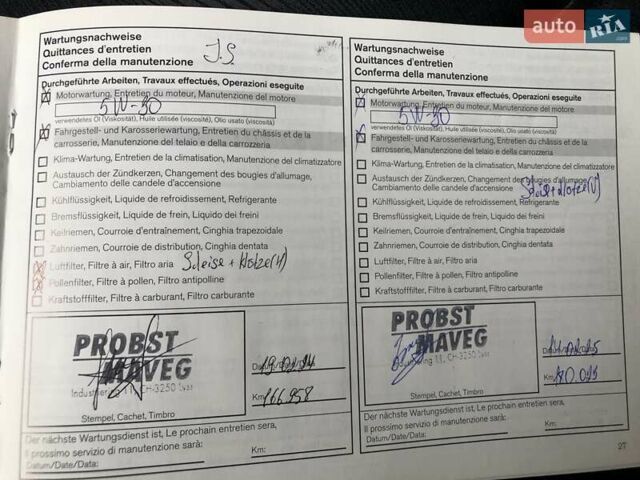 auto RIA .com
Wartungsnachweise
Quittances d'entretien
Conferma della manutenzione
J.S
Durchgeführte Arbeiten, Travaux effectués, Operazioni eseguite
Motorwartung, Entretien du moteur, Manutenzione del motore
5W-30
verwendetes Öl (Viskosität), Huile utilisée (viscosité), Olio usato (viscosità)
Fahrgestell- und Karosseriewartung, Entretien du châssis et de la
carrosserie, Manutenzione del telaio e della carrozzeria
Klima-Wartung, Entretien de la climatisation, Manutenzione del climatizzatore
Austausch der Zündkerzen, Changement des bougies d'allumage,
Cambiamento delle candele d'accensione
Kühlflüssigkeit, Liquide de refroidissement, Refrigerante
Bremsflüssigkeit, Liquide de frein, Liquido dei freini
Keilriemen, Courroie d'entraînement, Cinghia trapezoidale
Zahnriemen, Courroie de distribution, Cinghia dentata
Luftfilter, Filtre à air, Filtro aria
Pollenfilter, Filtre à pollen, Filtro antipolline
Kraftstofffilter, Filtre à carburant, Filtro carburante
PROBST
MAVEG
CH-3250 Lyss
Stempel, Cachet, Timbro
Km:
166.958
Der nächste Wartungsdienst ist, Le prochain entretien sera,
Il prossimo servizio di manutenzione sarà:
Datum/Date/Data: Km:
Wartungsnachweise
Quittances d'entretien
Conferma della manutenzione
Durchgeführte Arbeiten, Travaux effectués, Operazioni eseguite
Motorwartung, Entretien du moteur, Manutenzione del motore
5W-30
verwendetes Öl (Viskosität), Huile utilisée (viscosité), Olio usato (viscosità)
Fahrgestell- und Karosseriewartung, Entretien du châssis et de la
carrosserie, Manutenzione del telaio e della carrozzeria
Klima-Wartung, Entretien de la climatisation, Manutenzione del climatizzatore
Austausch der Zündkerzen, Changement des bougies d'allumage,
Cambiamento delle candele d'accensione
Kühlflüssigkeit, Liquide de refroidissement, Refrigerante
Bremsflüssigkeit, Liquide de frein, Liquido dei freini
Keilriemen, Courroie d'entraînement, Cinghia trapezoidale
Zahnriemen, Courroie de distribution, Cinghia dentata
Luftfilter, Filtre à air, Filtro aria
Pollenfilter, Filtre à pollen, Filtro antipolline
Kraftstofffilter, Filtre à carburant, Filtro carburante
PROBST
MAVEG
11, CH-3250 Lyss
Stempel, Cachet, Timbro
Km:
Der nächste Wartungsdienst ist, Le prochain entretien sera,
Il prossimo servizio di manutenzione sarà:
Datum/Date/Data: Km:
27